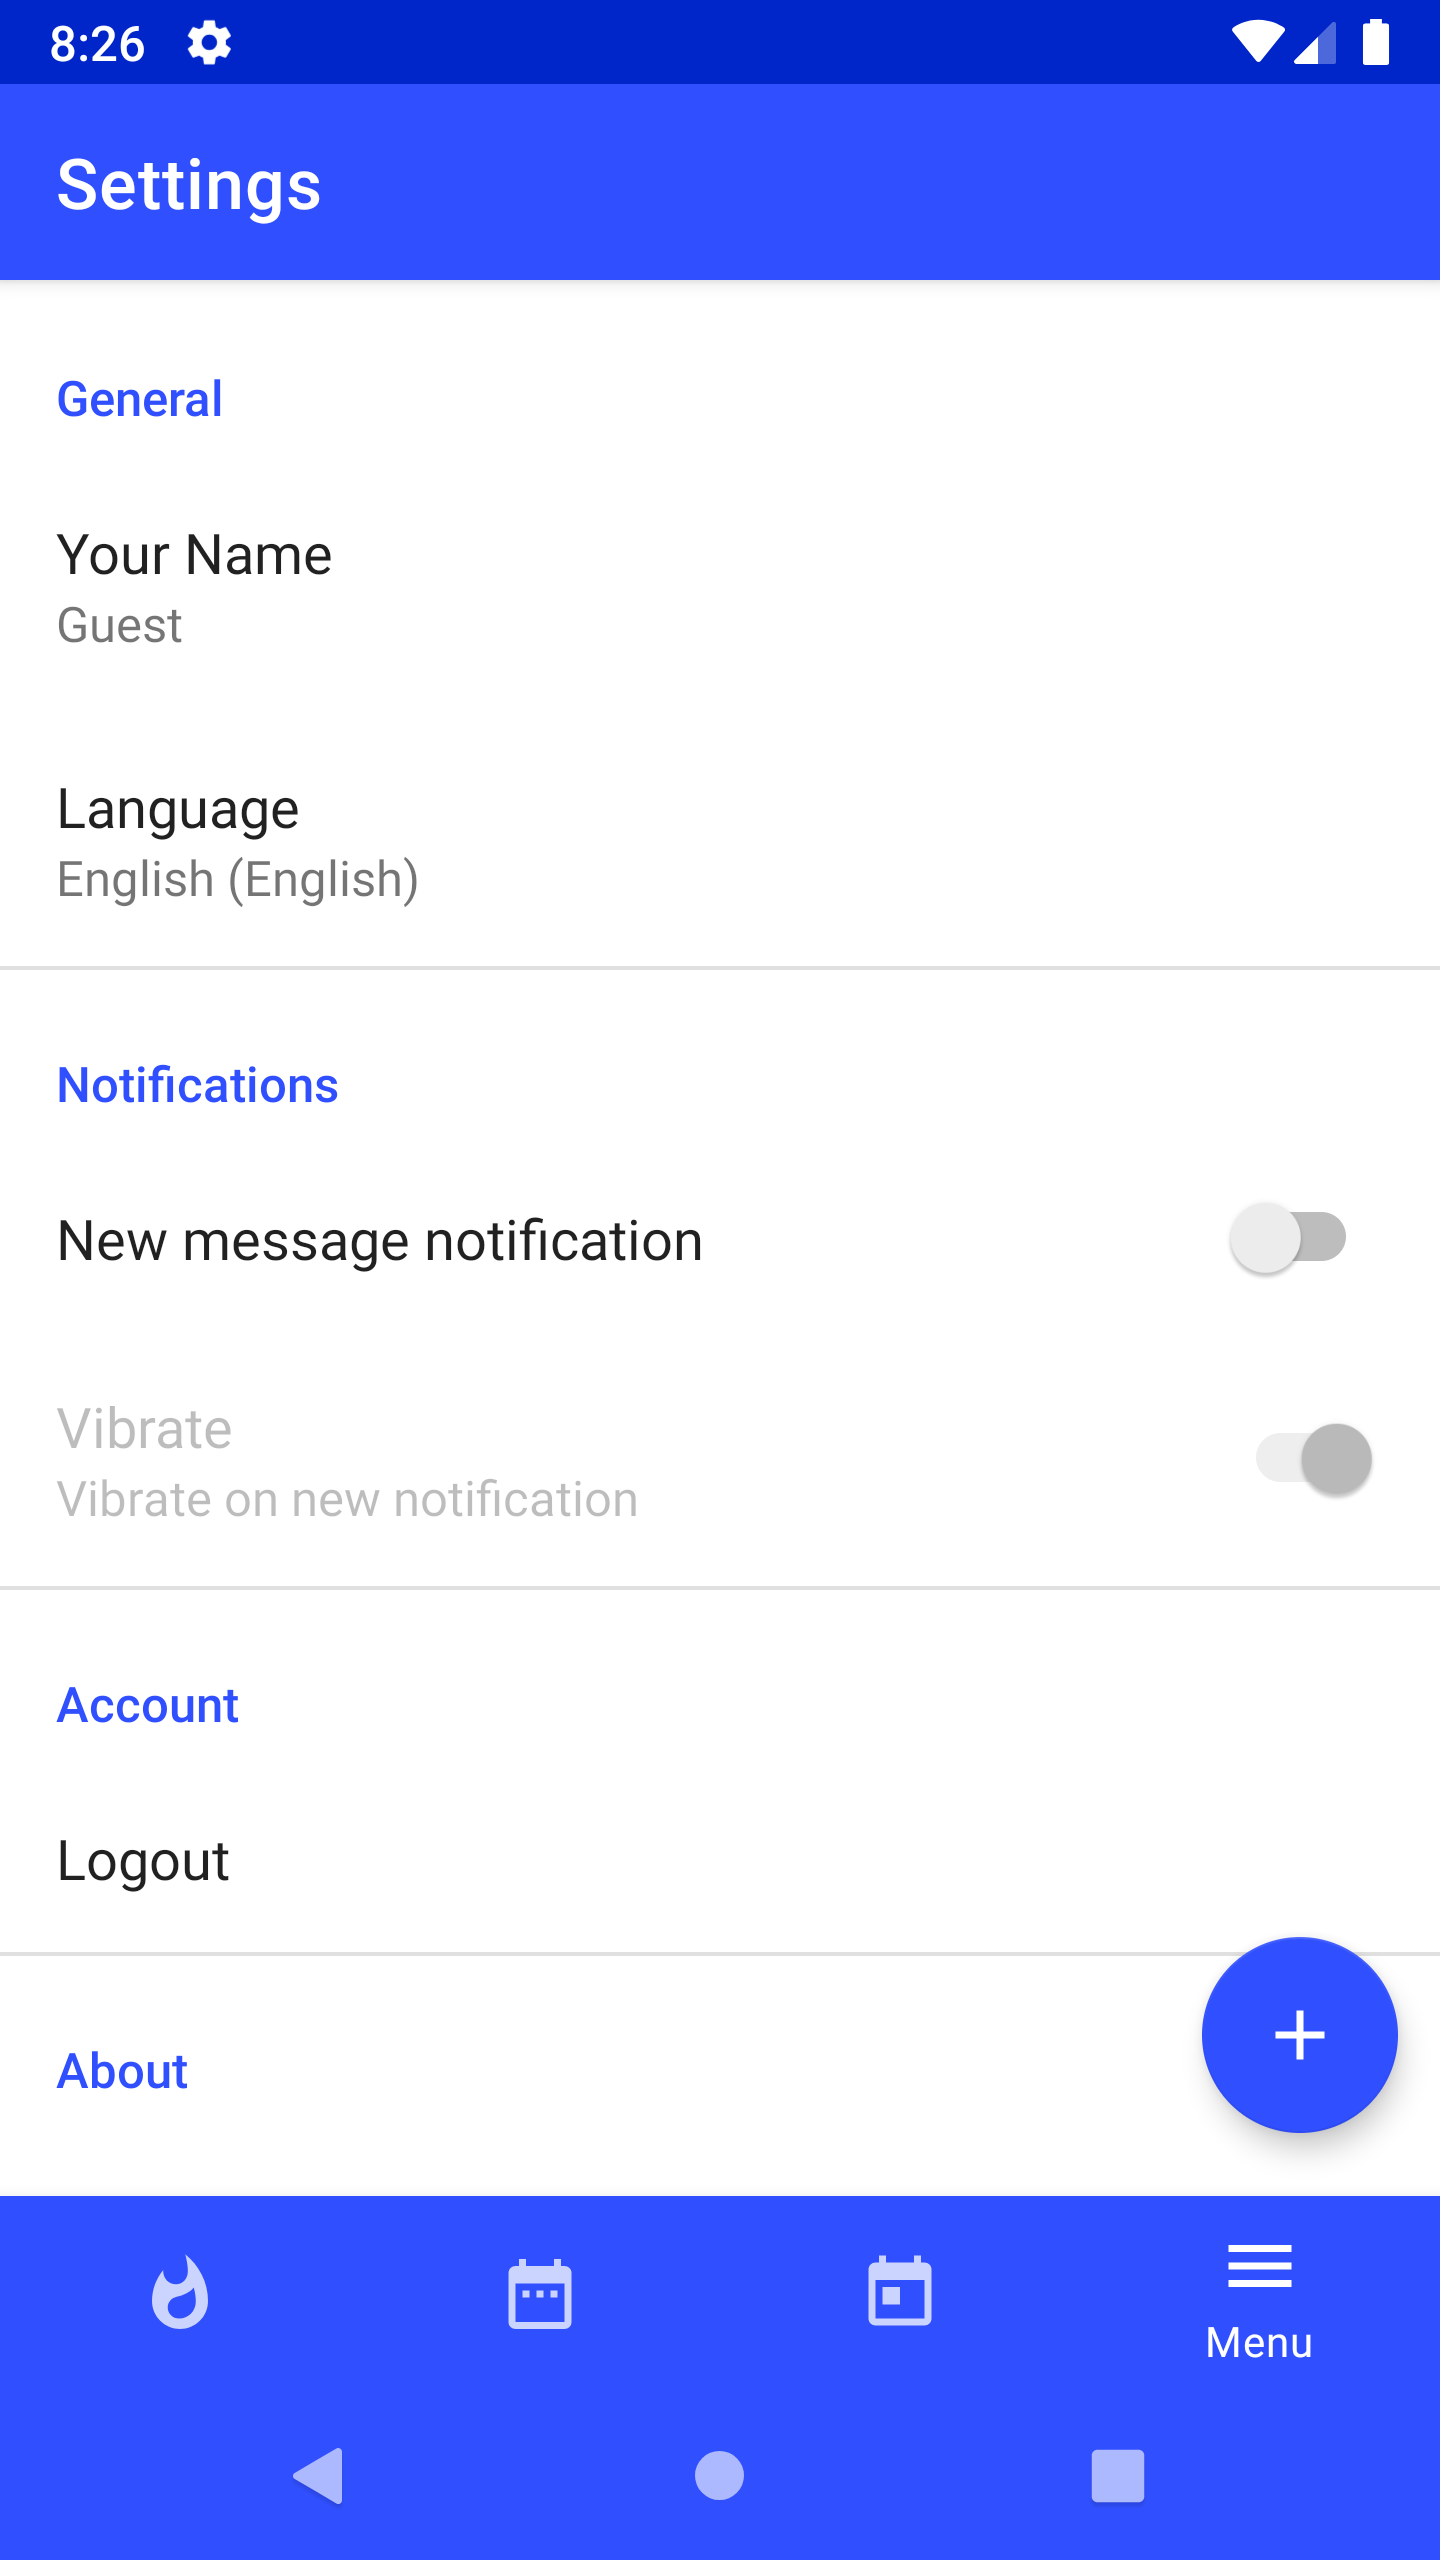 8:26
Settings
General
Your Name
Guest
Language
English (English)
Notifications
New message notification
Vibrate
Vibrate on new notification
Account
Logout
About
Menu